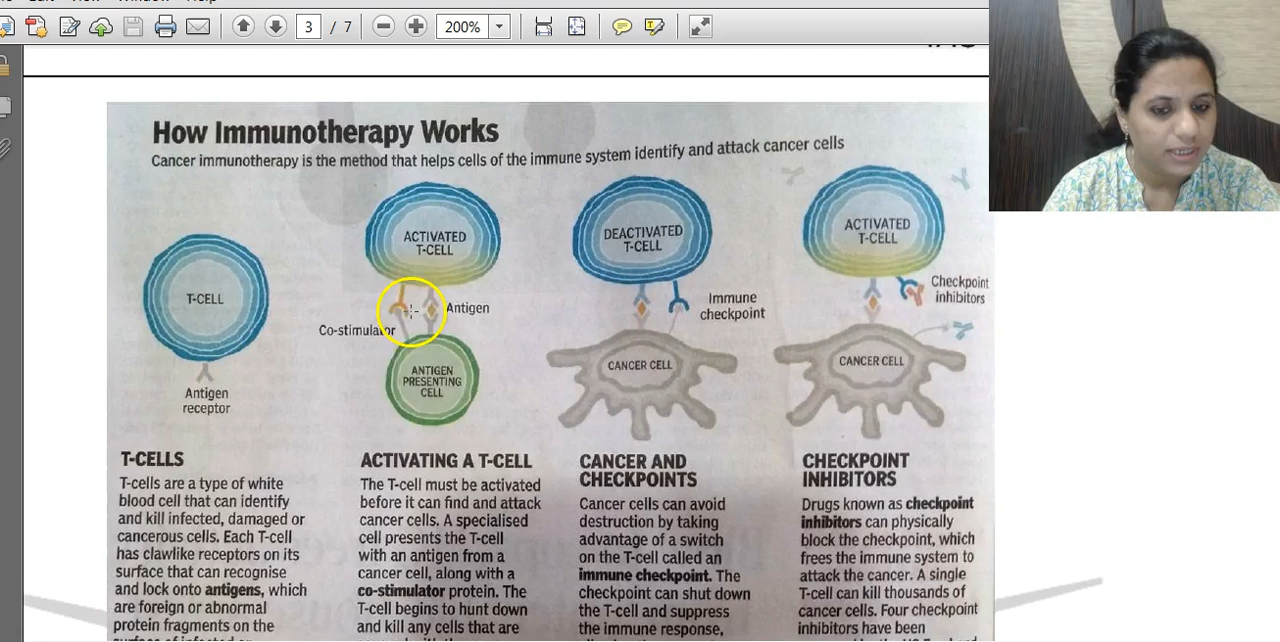 3 / 7
200%
How Immunotherapy Works
Cancer immunotherapy is the method that helps cells of the immune system identify and attack cancer cells
T-CELL
Antigen
receptor
ACTIVATED
T-CELL
Antigen
Co-stimulator
ANTIGEN
PRESENTING
CELL
DEACTIVATED
T-CELL
Immune
checkpoint
CANCER CELL
ACTIVATED
T-CELL
Checkpoint
inhibitors
CANCER CELL
T-CELLS
T-cells are a type of white
blood cell that can identify
and kill infected, damaged or
cancerous cells. Each T-cell
has clawlike receptors on its
surface that can recognise
and lock onto antigens, which
are foreign or abnormal
protein fragments on the
ACTIVATING A T-CELL
The T-cell must be activated
before it can find and attack
cancer cells. A specialised
cell presents the T-cell
with an antigen from a
cancer cell, along with a
co-stimulator protein. The
T-cell begins to hunt down
and kill any cells that are
CANCER AND
CHECKPOINTS
Cancer cells can avoid
destruction by taking
advantage of a switch
on the T-cell called an
immune checkpoint. The
checkpoint can shut down
the T-cell and suppress
the immune response,
CHECKPOINT
INHIBITORS
Drugs known as checkpoint
inhibitors can physically
block the checkpoint, which
frees the immune system to
attack the cancer. A single
T-cell can kill thousands of
cancer cells. Four checkpoint
inhibitors have been